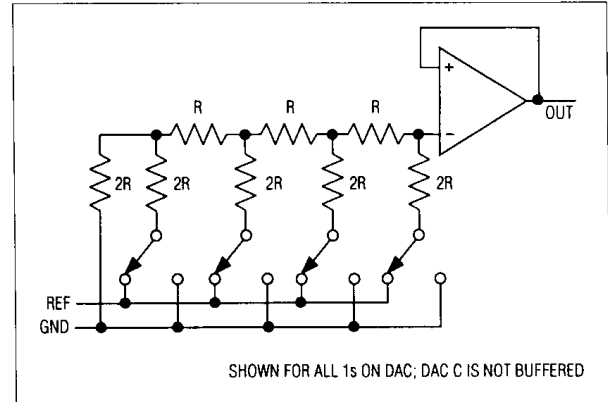 +
R R R
−
OUT
2R 2R 2R 2R 2R
REF
GND
SHOWN FOR ALL 1s ON DAC; DAC C IS NOT BUFFERED